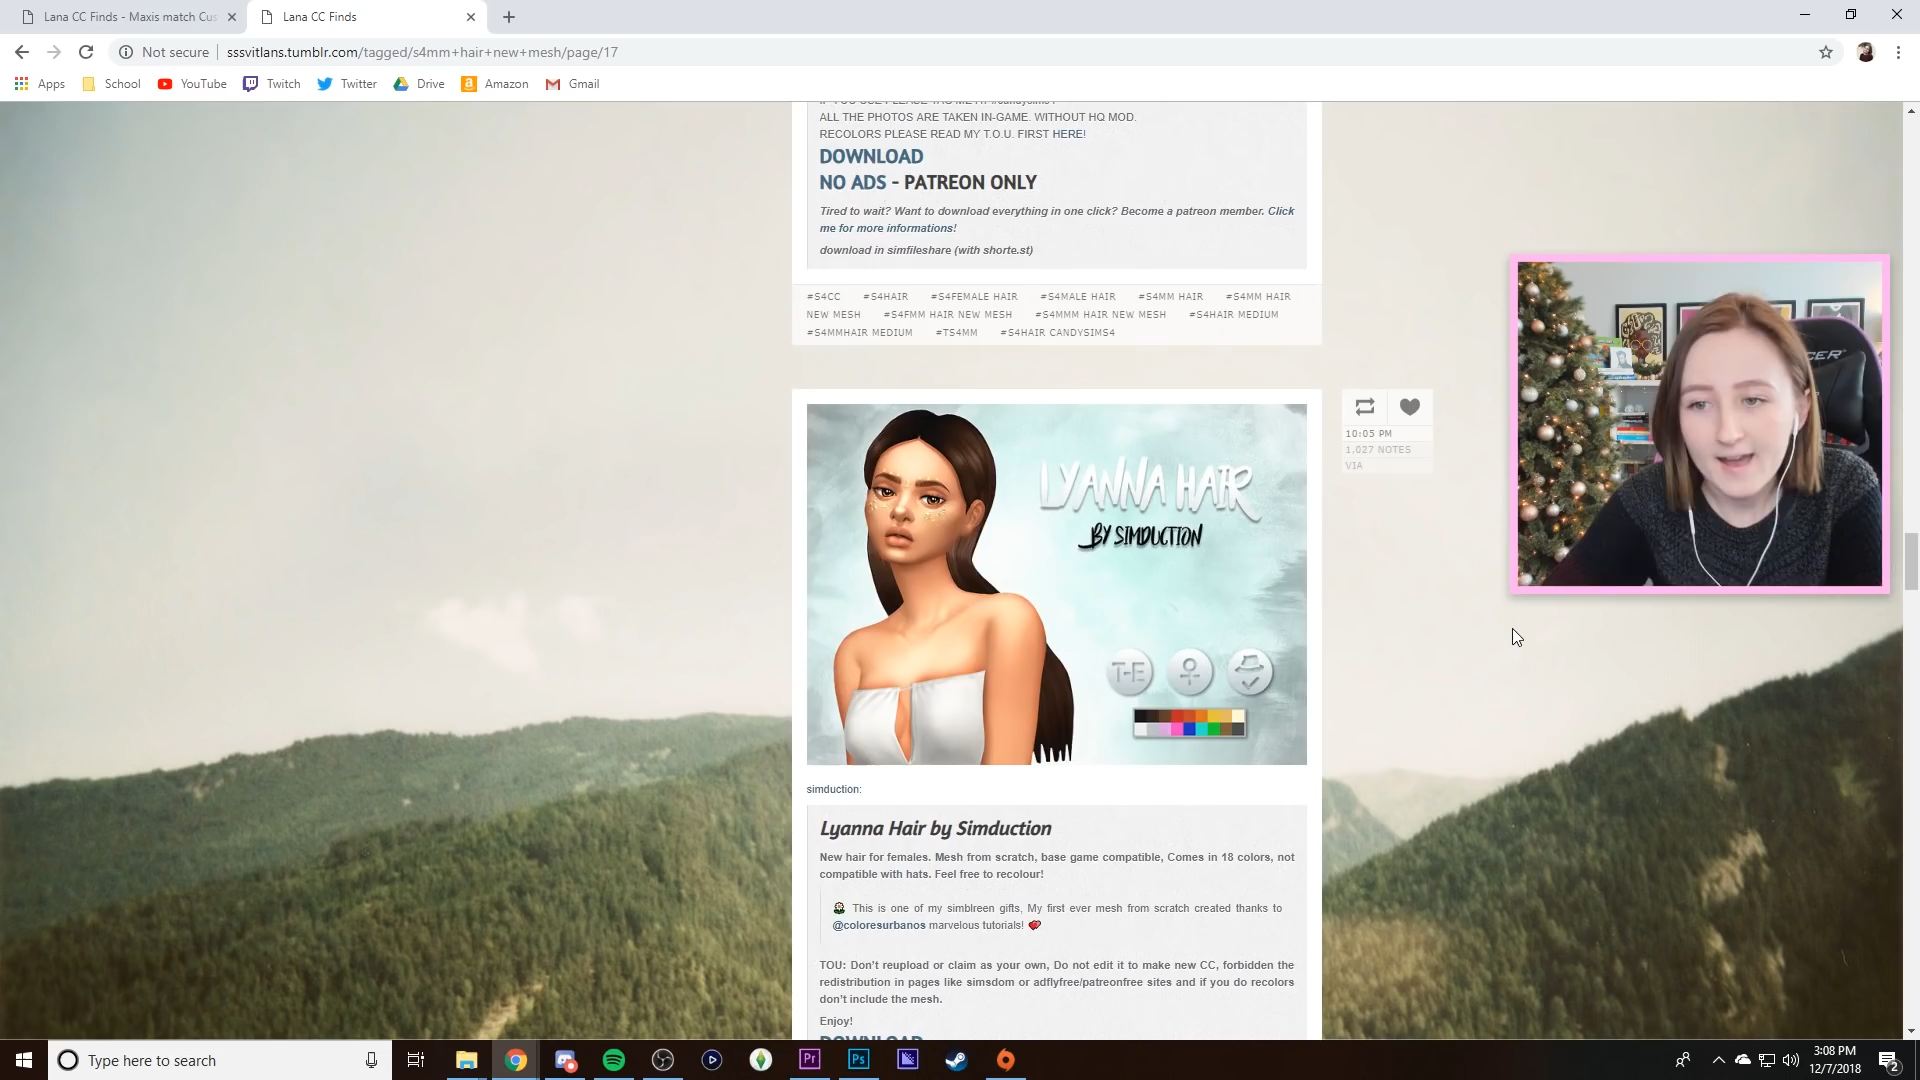 Lana CC Finds - Maxis match Cus
Lana CC Finds
Not secure
sssvitlans.tumblr.com/tagged/s4mm+hair+new+mesh/page/17
Apps
School
YouTube
Twitch
Twitter
Drive
Amazon
Gmail
ALL THE PHOTOS ARE TAKEN IN-GAME. WITHOUT HQ MOD.
RECOLORS PLEASE READ MY T.O.U. FIRST HERE!
DOWNLOAD
NO ADS - PATREON ONLY
Tired to wait? Want to download everything in one click? Become a patreon member. Click
me for more informations!
download in simfileshare (with shorte.st)
#S4CC #S4HAIR #S4FEMALE HAIR #S4MALE HAIR #S4MM HAIR #S4MM HAIR
NEW MESH #S4FMM HAIR NEW MESH #S4MMM HAIR NEW MESH #S4HAIR MEDIUM
#S4MMHAIR MEDIUM #TS4MM #S4HAIR CANDYSIMS4
10:05 PM
1,027 NOTES
VIA
LYANNA HAIR
BY SIMDUCTION
T-E
simduction:
Lyanna Hair by Simduction
New hair for females. Mesh from scratch, base game compatible, Comes in 18 colors, not
compatible with hats. Feel free to recolour!
This is one of my simblreen gifts, My first ever mesh from scratch created thanks to
@coloresurbanos marvelous tutorials!
TOU: Don't reupload or claim as your own, Do not edit it to make new CC, forbidden the
redistribution in pages like simsdom or adflyfree/patreonfree sites and if you do recolors
don't include the mesh.
Enjoy!
DOWNLOAD
Type here to search
Pr
Ps
3:08 PM
12/7/2018
2